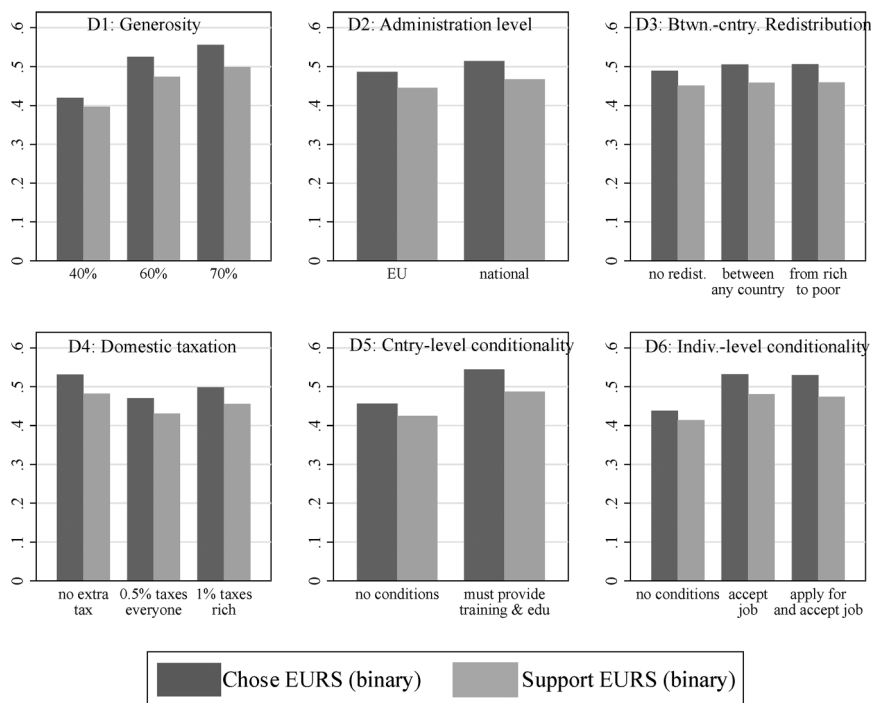 D1: Generosity
.6
.5
.4
.3
.2
.1
0
40%
60%
70%
D2: Administration level
.6
.5
.4
.3
.2
.1
0
EU
national
D3: Btwn.-cntry. Redistribution
.6
.5
.4
.3
.2
.1
0
no redist.
between
any country
from rich
to poor
D4: Domestic taxation
.6
.5
.4
.3
.2
.1
0
no extra
tax
0.5% taxes
everyone
1% taxes
rich
D5: Cntry-level conditionality
.6
.5
.4
.3
.2
.1
0
no conditions
must provide
training & edu
D6: Indiv.-level conditionality
.6
.5
.4
.3
.2
.1
0
no conditions
accept
job
apply for
and accept job
Chose EURS (binary)
Support EURS (binary)